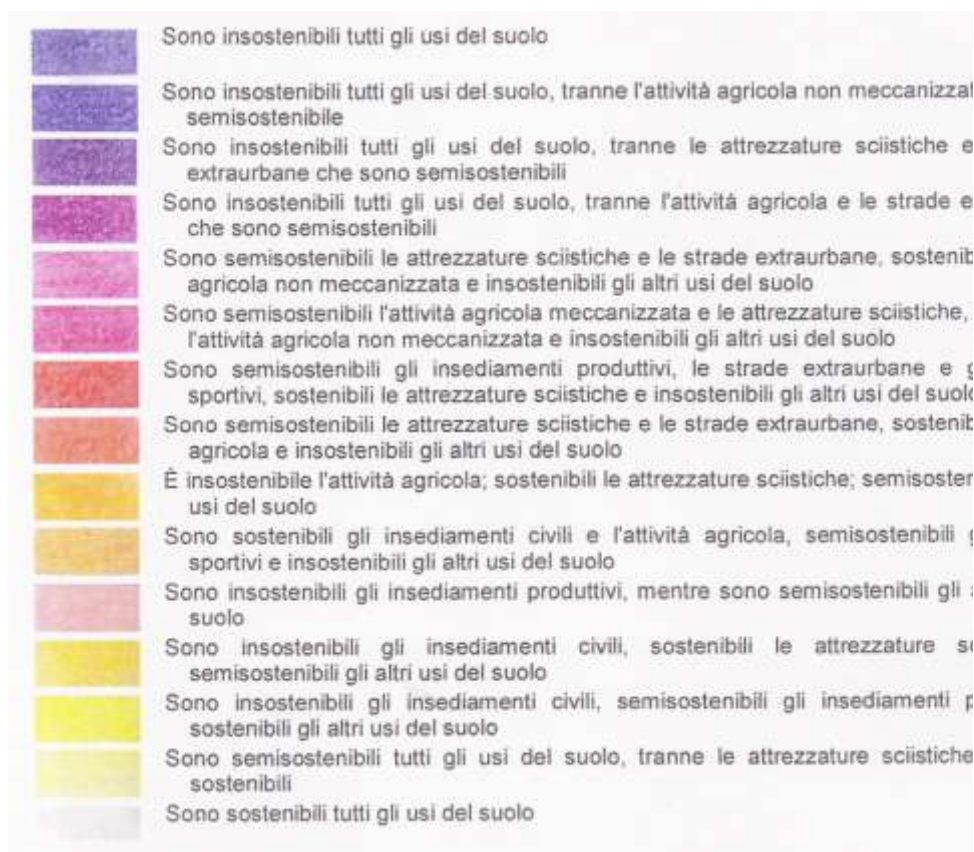 Sono insostenibili tutti gli usi del suolo
Sono insostenibili tutti gli usi del suolo, tranne l'attività agricola non meccanizzat
semisostenibile
Sono insostenibili tutti gli usi del suolo, tranne le attrezzature sciistiche e
extraurbane che sono semisostenibili
Sono insostenibili tutti gli usi del suolo, tranne l'attività agricola e le strade e
che sono semisostenibili
Sono semisostenibili le attrezzature sciistiche e le strade extraurbane, sostenib
agricola non meccanizzata e insostenibili gli altri usi del suolo
Sono semisostenibili l'attività agricola meccanizzata e le attrezzature sciistiche,
l'attività agricola non meccanizzata e insostenibili gli altri usi del suolo
Sono semisostenibili gli insediamenti produttivi, le strade extraurbane e g
sportivi, sostenibili le attrezzature sciistiche e insostenibili gli altri usi del suolo
Sono semisostenibili le attrezzature sciistiche e le strade extraurbane, sostenib
agricola e insostenibili gli altri usi del suolo
È insostenibile l'attività agricola; sostenibili le attrezzature sciistiche; semisosten
usi del suolo
Sono sostenibili gli insediamenti civili e l'attività agricola, semisostenibili g
sportivi e insostenibili gli altri usi del suolo
Sono insostenibili gli insediamenti produttivi, mentre sono semisostenibili gli a
suolo
Sono insostenibili gli insediamenti civili, sostenibili le attrezzature sc
semisostenibili gli altri usi del suolo
Sono insostenibili gli insediamenti civili, semisostenibili gli insediamenti p
sostenibili gli altri usi del suolo
Sono semisostenibili tutti gli usi del suolo, tranne le attrezzature sciistiche
sostenibili
Sono sostenibili tutti gli usi del suolo